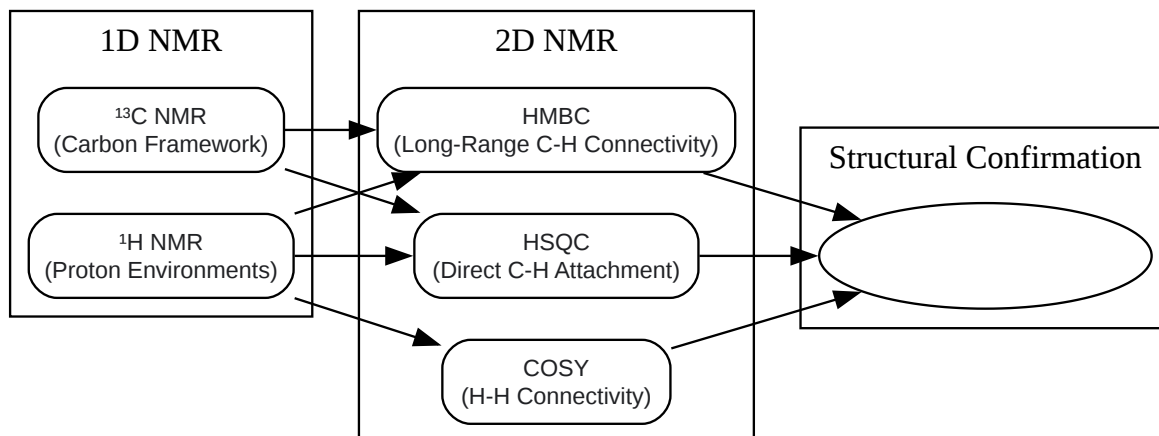 1D NMR
¹³C NMR
(Carbon Framework)
¹H NMR
(Proton Environments)
2D NMR
HMBC
(Long-Range C-H Connectivity)
HSQC
(Direct C-H Attachment)
COSY
(H-H Connectivity)
Structural Confirmation